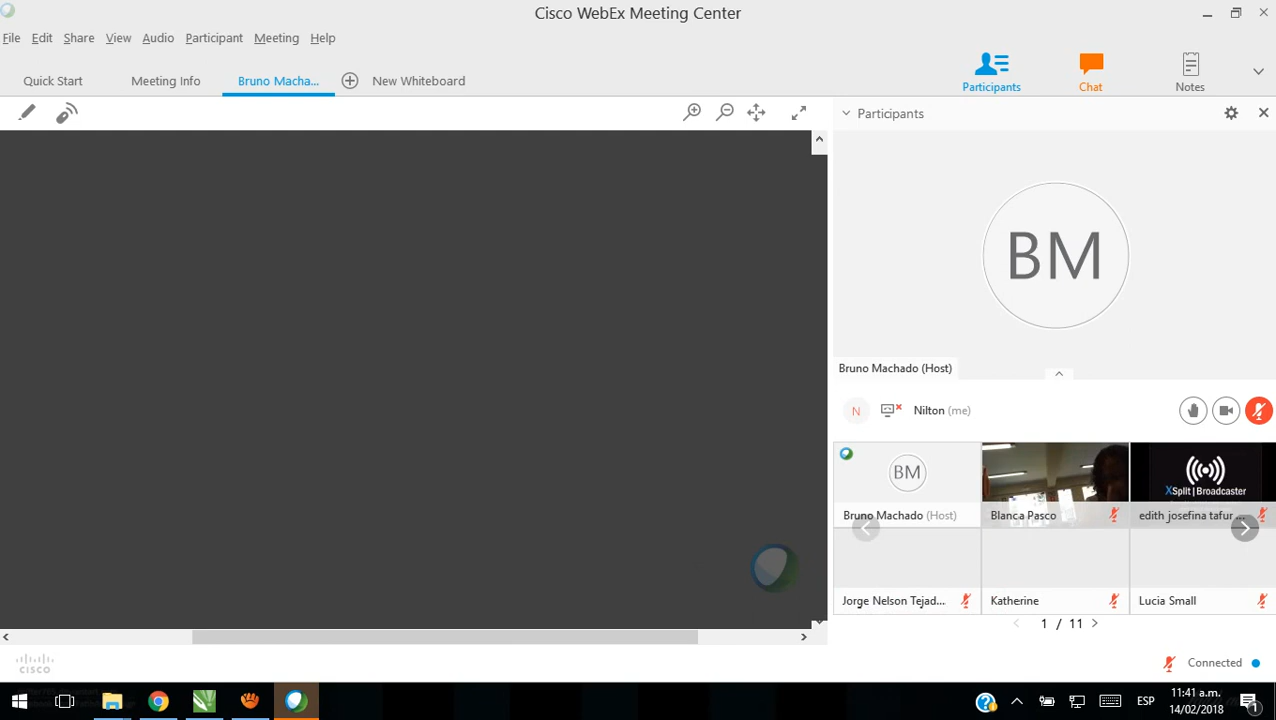 Cisco WebEx Meeting Center
File Edit Share View Audio Participant Meeting Help
Quick Start Meeting Info Bruno Macha... New Whiteboard
Participants Chat Notes
Participants
BM
Bruno Machado (Host)
N Nilton (me)
BM
XSplit | Broadcaster
Bruno Machado (Host) Blanca Pasco edith josefina tafur ...
Jorge Nelson Tejad... Katherine Lucia Small
1 / 11
Connected
CISCO
11:41 a.m.
ESP
14/02/2018
1